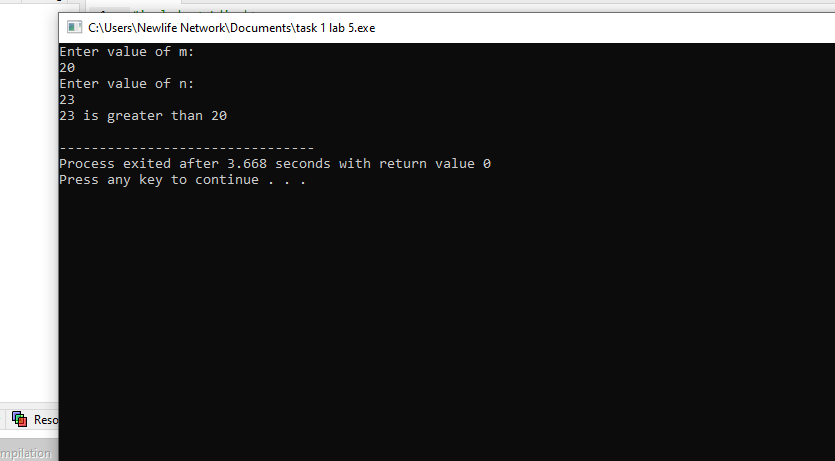 C:\Users\Newlife Network\Documents\task 1 lab 5.exe
Enter value of m:
20
Enter value of n:
23
23 is greater than 20
--------------------------------
Process exited after 3.668 seconds with return value 0
Press any key to continue . . .
Reso
mpilation